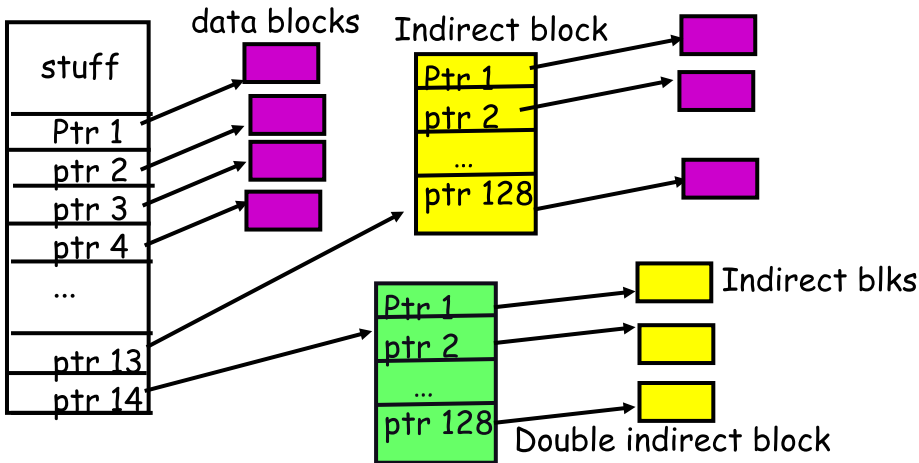 stuff
Ptr 1
ptr 2
ptr 3
ptr 4
...
ptr 13
ptr 14
data blocks
Indirect block
Ptr 1
ptr 2
...
ptr 128
Ptr 1
ptr 2
...
ptr 128
Indirect blks
Double indirect block